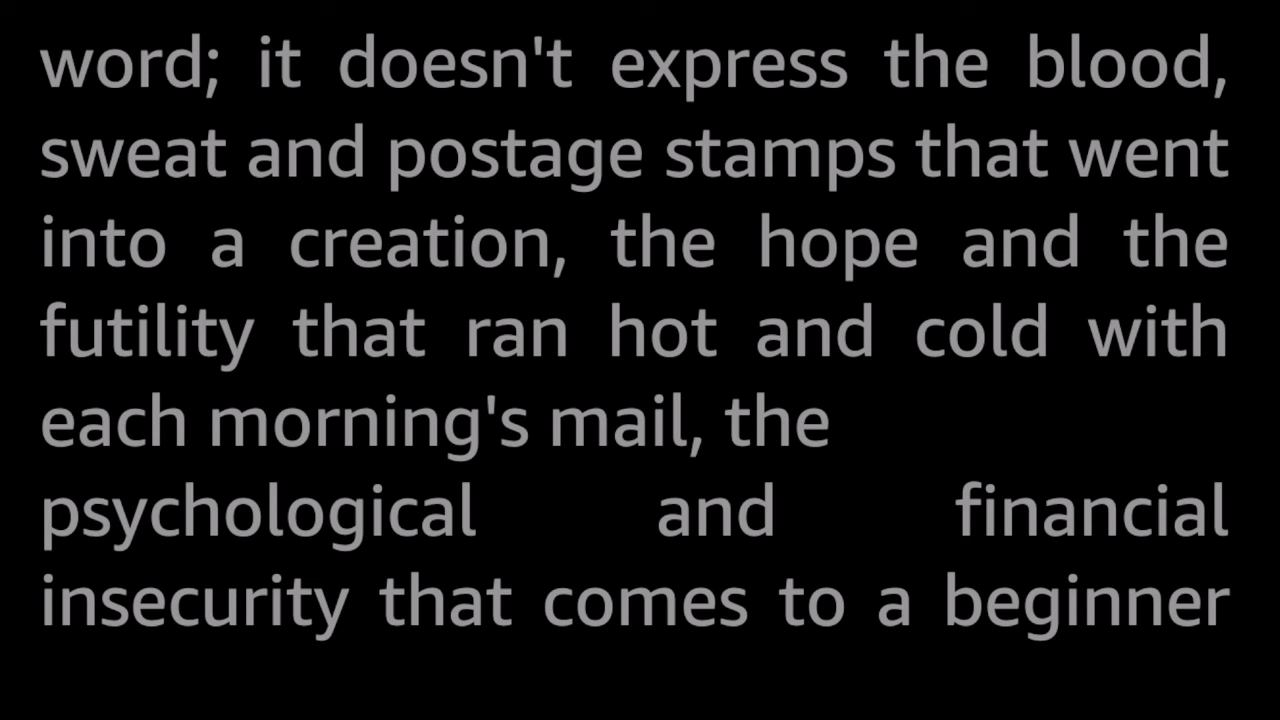 word; it doesn't express the blood,
sweat and postage stamps that went
into a creation, the hope and the
futility that ran hot and cold with
each morning's mail, the
psychological and financial
insecurity that comes to a beginner